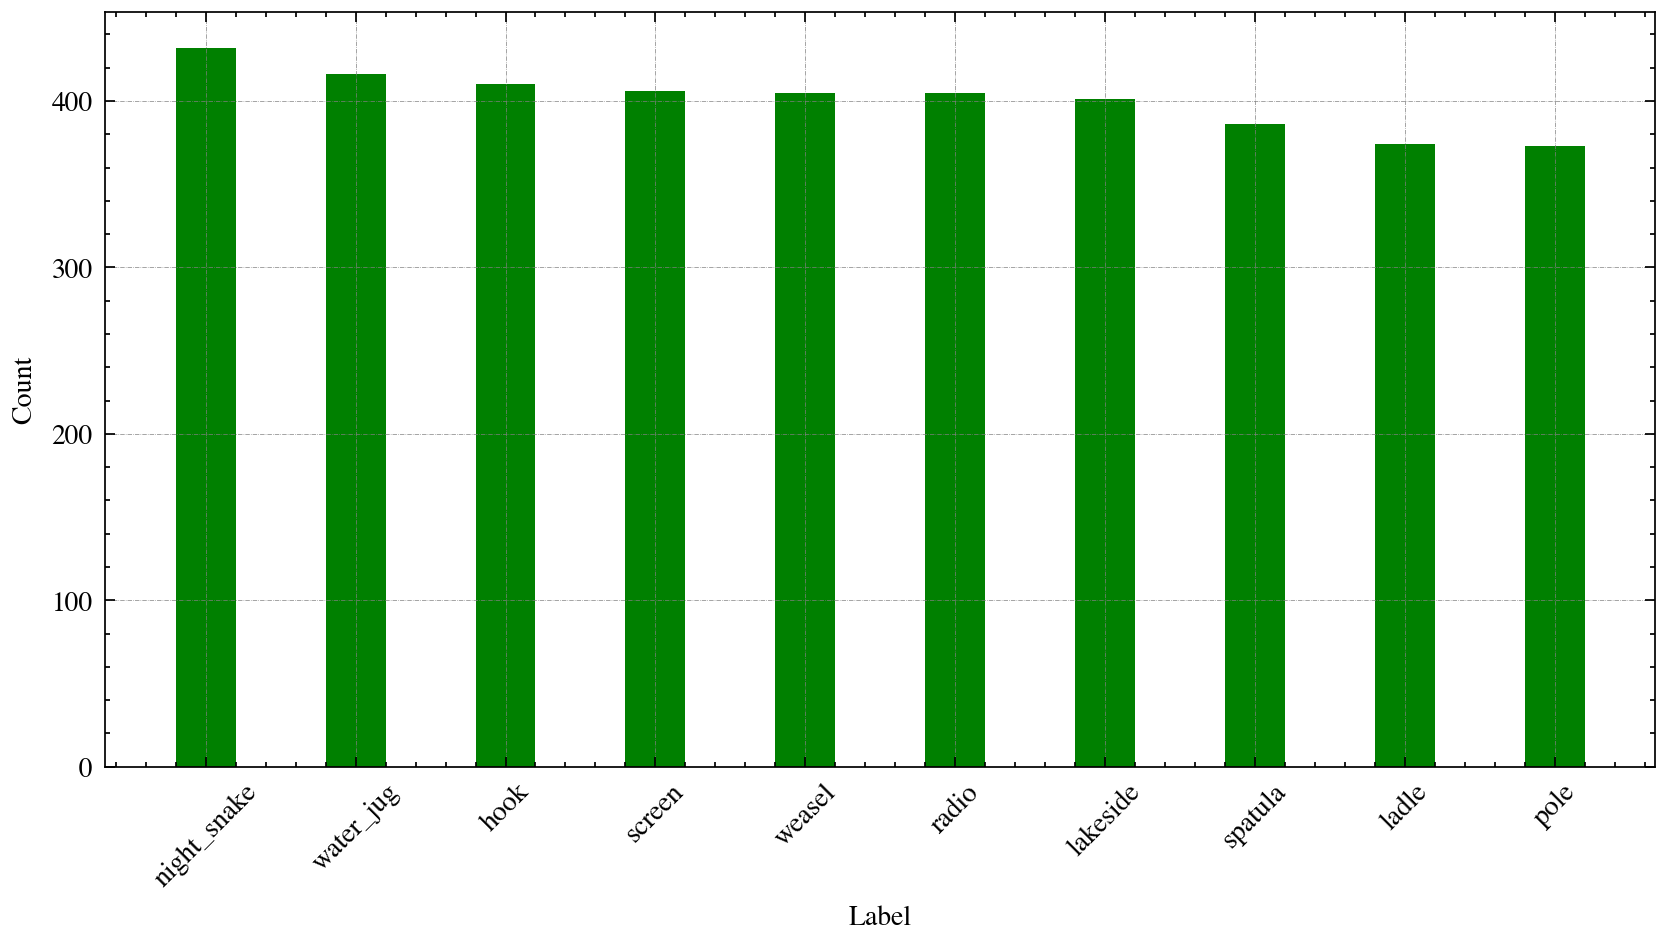 400
300
200
100
0
Count
night_snake
water_jug
hook
screen
weasel
radio
lakeside
spatula
ladle
pole
Label